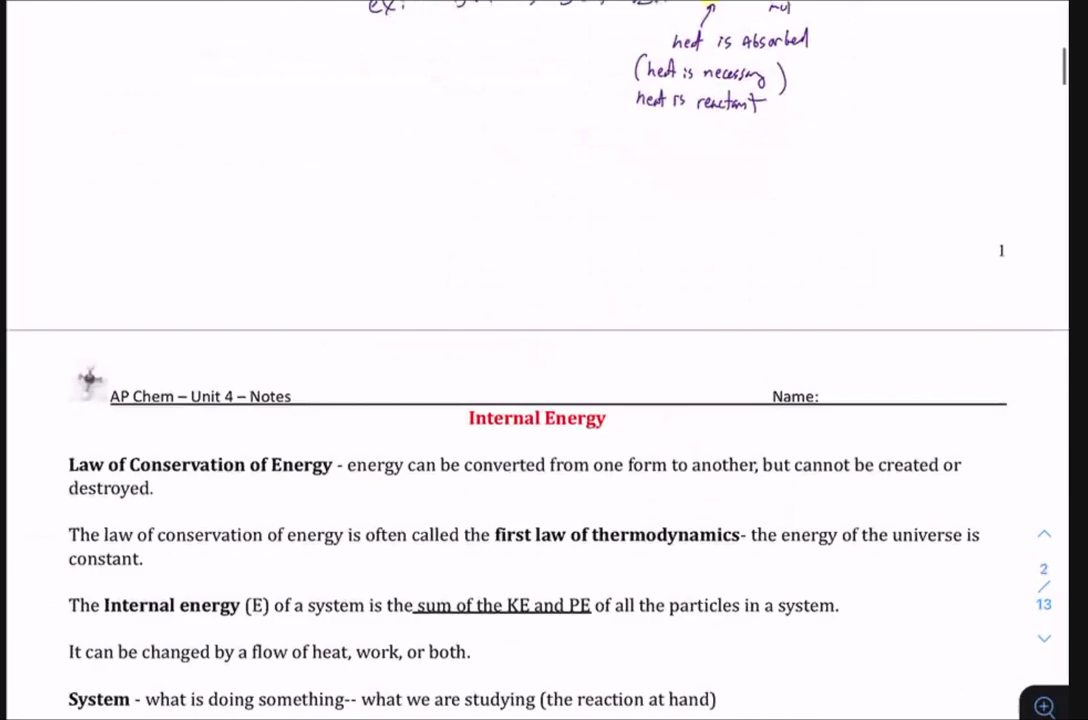 ex:
heat is Absorbed
(heat is necessary)
heat is reactant
1
AP Chem – Unit 4 – Notes Name:
Internal Energy
Law of Conservation of Energy - energy can be converted from one form to another, but cannot be created or
destroyed.
The law of conservation of energy is often called the first law of thermodynamics- the energy of the universe is
constant.
The Internal energy (E) of a system is the sum of the KE and PE of all the particles in a system.
It can be changed by a flow of heat, work, or both.
System - what is doing something-- what we are studying (the reaction at hand)
2
/
13